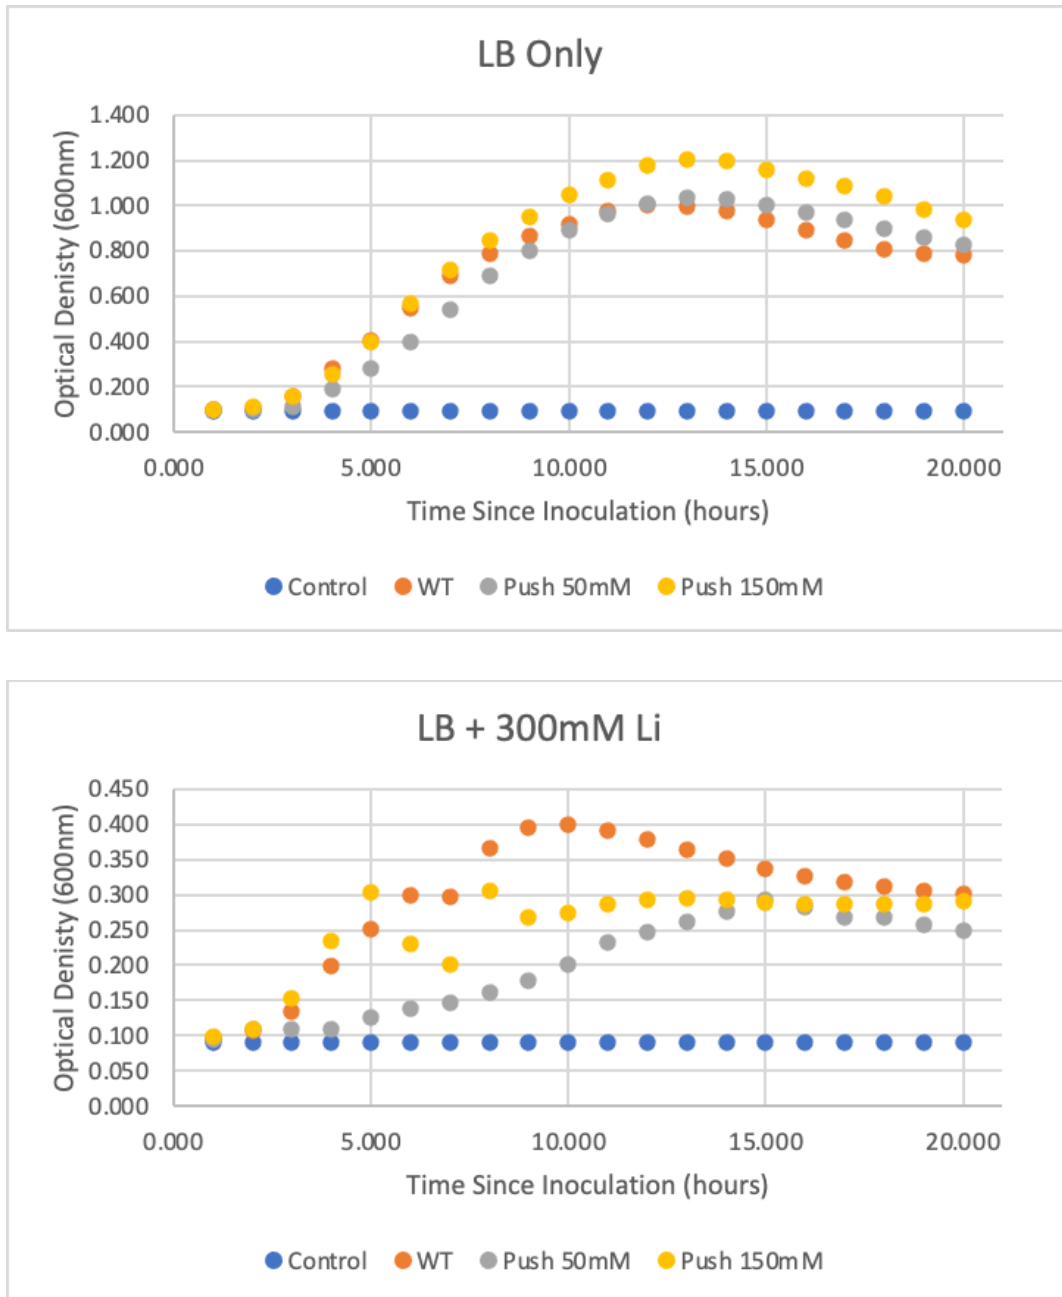 LB Only
Optical Denisty (600nm)
1.400
1.200
1.000
0.800
0.600
0.400
0.200
0.000
0.000 5.000 10.000 15.000 20.000
Time Since Inoculation (hours)
Control WT Push 50mM Push 150mM
LB + 300mM Li
Optical Denisty (600nm)
0.450
0.400
0.350
0.300
0.250
0.200
0.150
0.100
0.050
0.000
0.000 5.000 10.000 15.000 20.000
Time Since Inoculation (hours)
Control WT Push 50mM Push 150mM